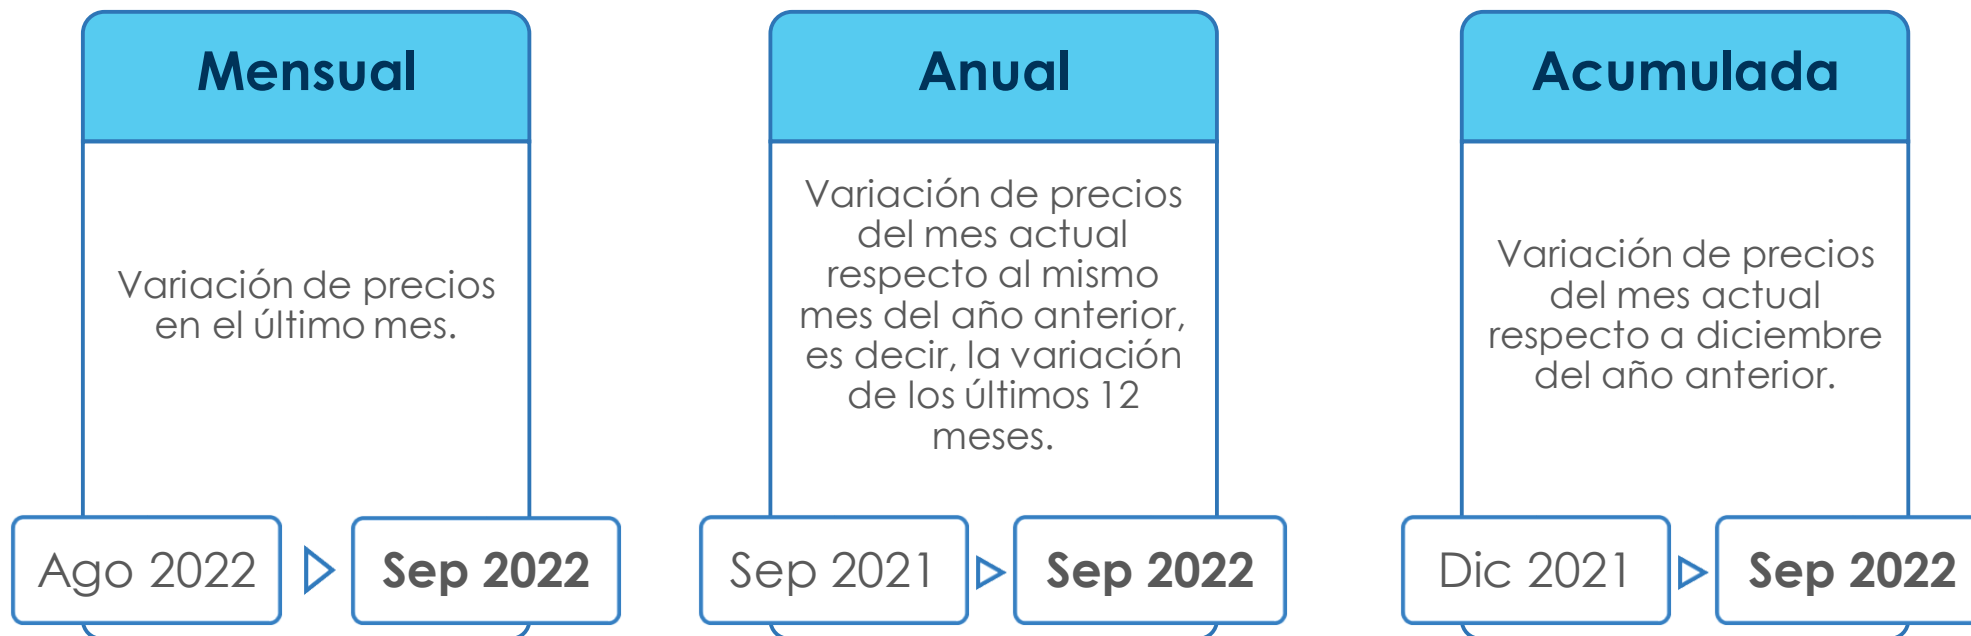 Mensual
Variación de precios
en el último mes.
Ago 2022
Sep 2022
Anual
Variación de precios
del mes actual
respecto al mismo
mes del año anterior,
es decir, la variación
de los últimos 12
meses.
Sep 2021
Sep 2022
Acumulada
Variación de precios
del mes actual
respecto a diciembre
del año anterior.
Dic 2021
Sep 2022